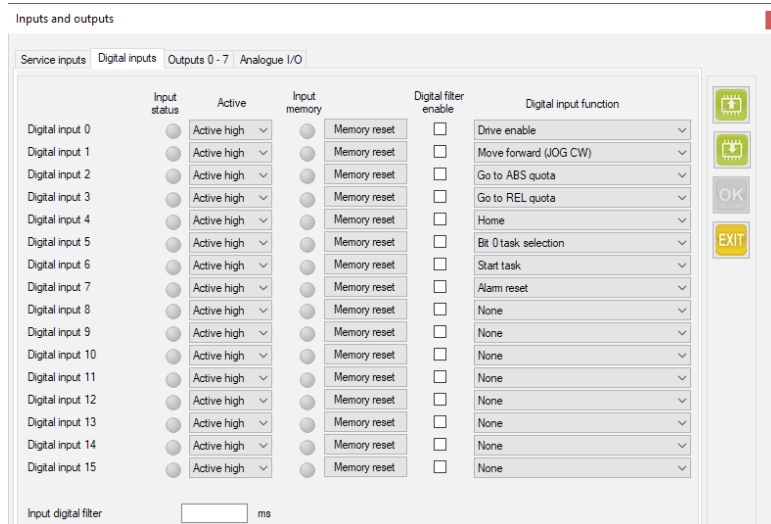 Inputs and outputs
Service inputs Digital inputs Outputs 0 - 7 Analogue I/O
Input status Active Input memory Digital filter enable Digital input function
Digital input 0 Active high Memory reset Drive enable
Digital input 1 Active high Memory reset Move forward (JOG CW)
Digital input 2 Active high Memory reset Go to ABS quota
Digital input 3 Active high Memory reset Go to REL quota
OK
Digital input 4 Active high Memory reset Home
Digital input 5 Active high Memory reset Bit 0 task selection
EXIT
Digital input 6 Active high Memory reset Start task
Digital input 7 Active high Memory reset Alarm reset
Digital input 8 Active high Memory reset None
Digital input 9 Active high Memory reset None
Digital input 10 Active high Memory reset None
Digital input 11 Active high Memory reset None
Digital input 12 Active high Memory reset None
Digital input 13 Active high Memory reset None
Digital input 14 Active high Memory reset None
Digital input 15 Active high Memory reset None
Input digital filter ms